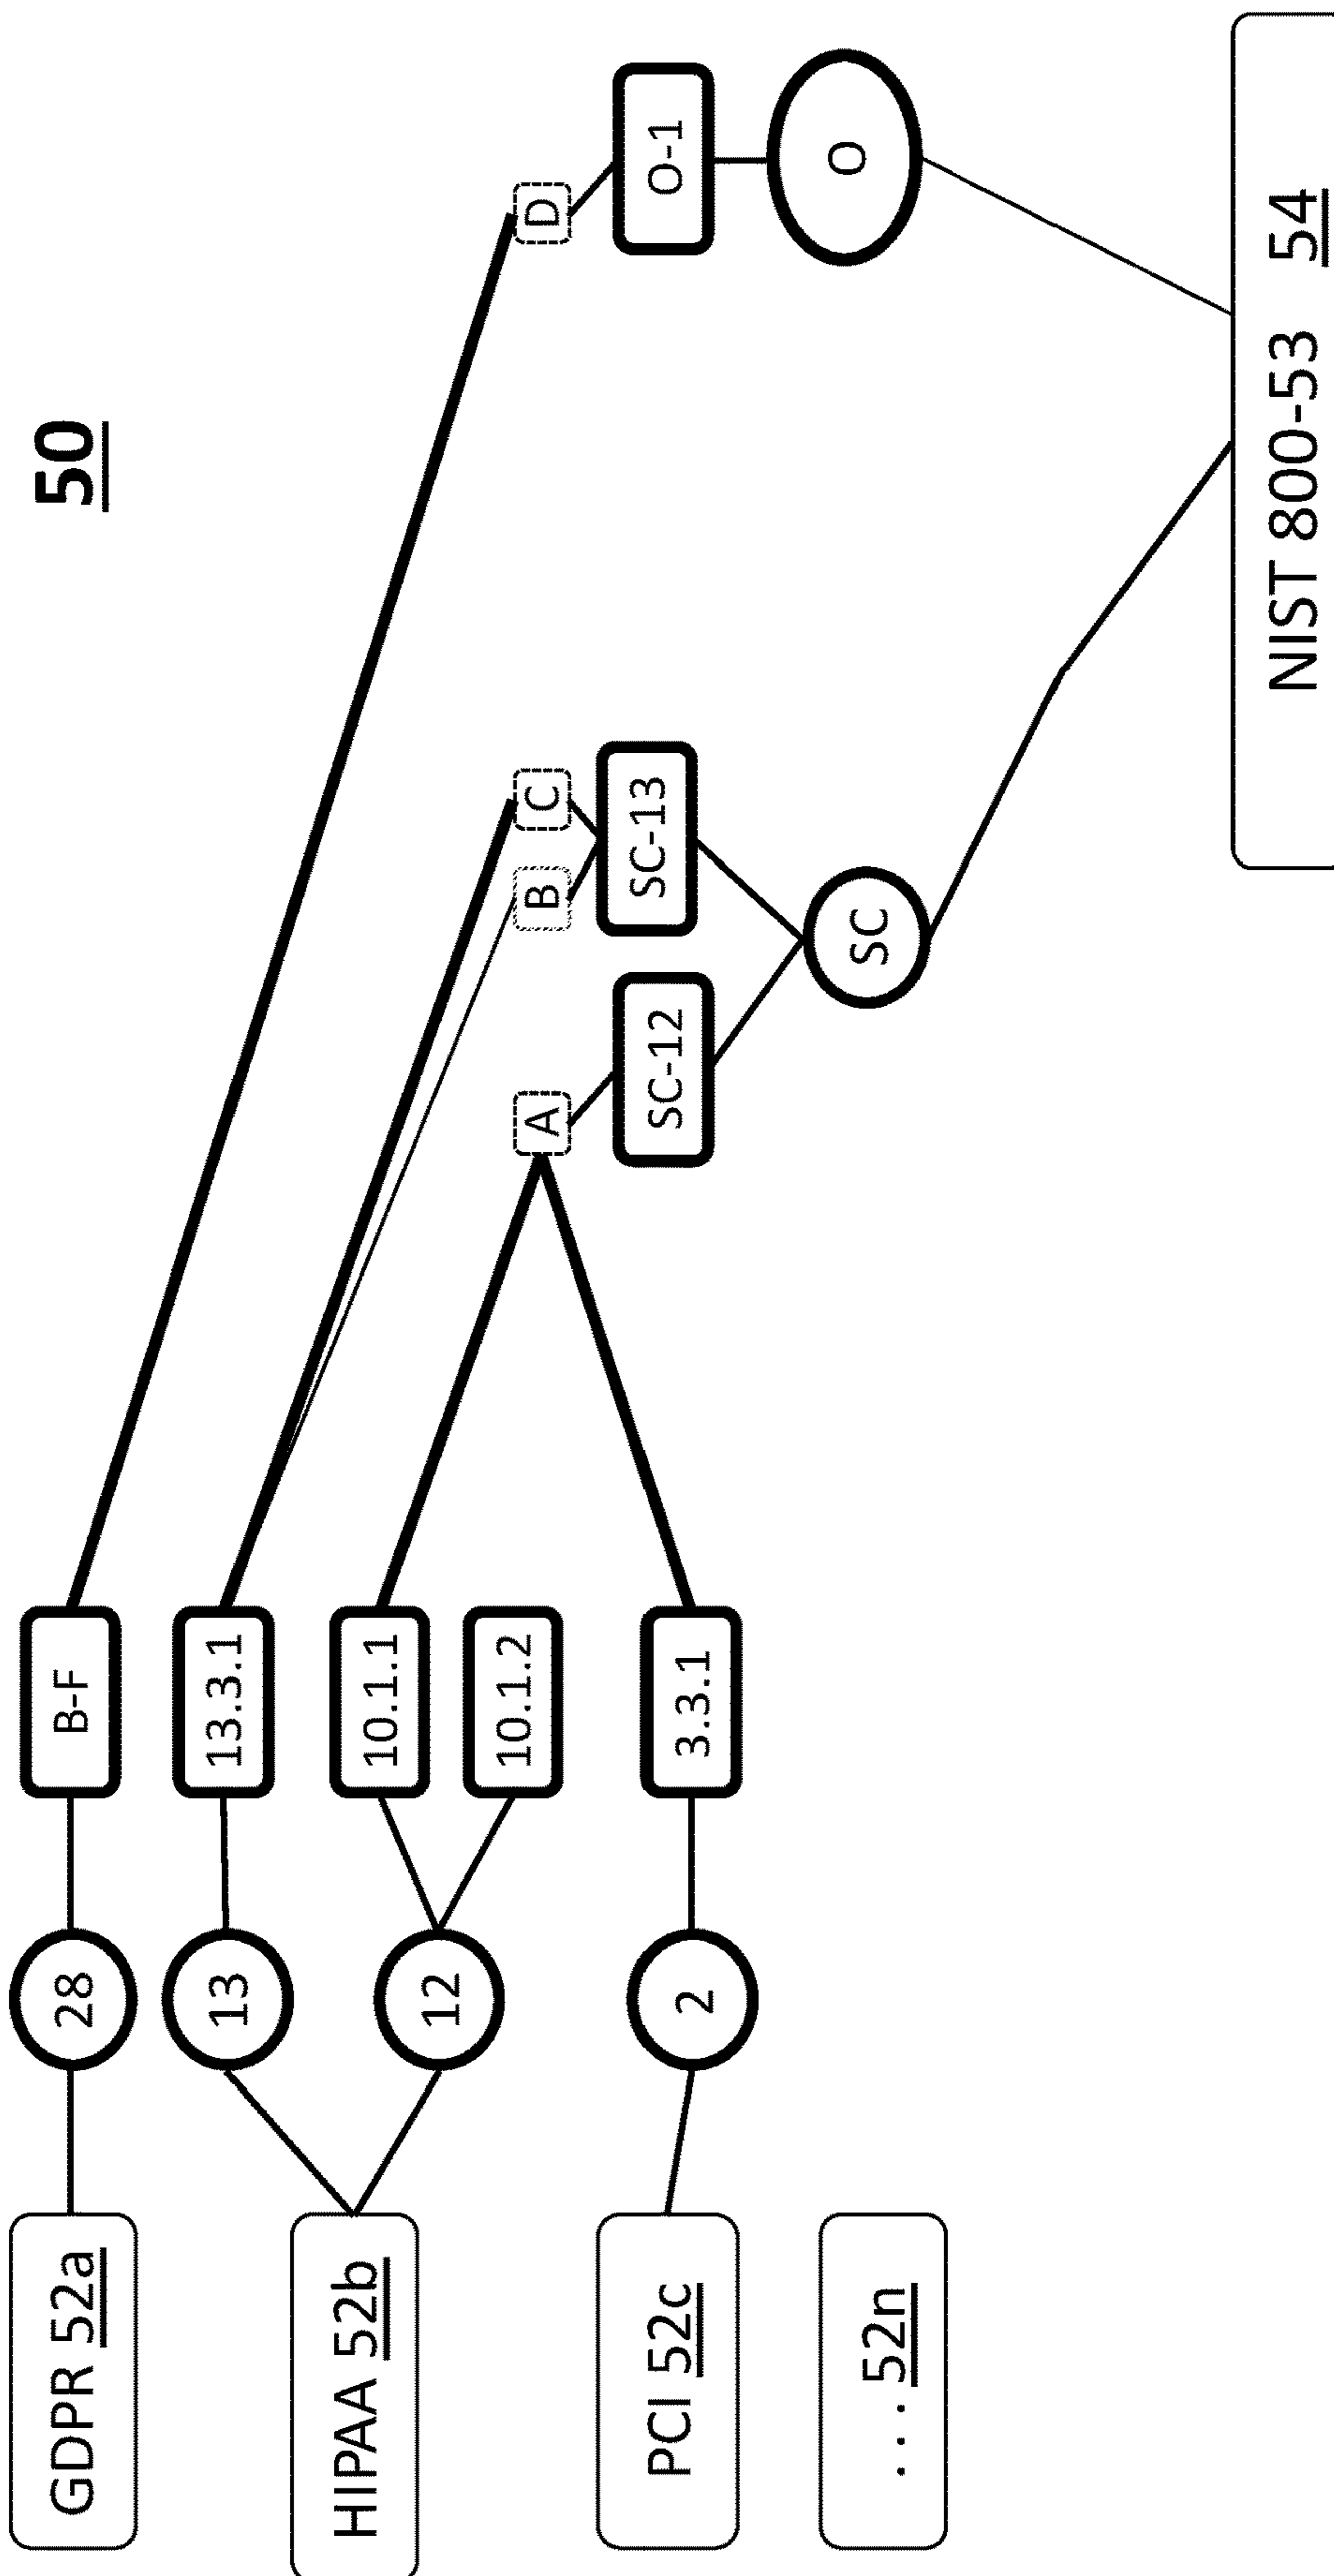 50
GDPR 52a
28
B-F
13
13.3.1
HIPAA 52b
12
10.1.1
10.1.2
A
B
C
D
PCI 52c
2
3.3.1
SC-12
SC-13
O-1
. . . 52n
SC
O
NIST 800-53 54